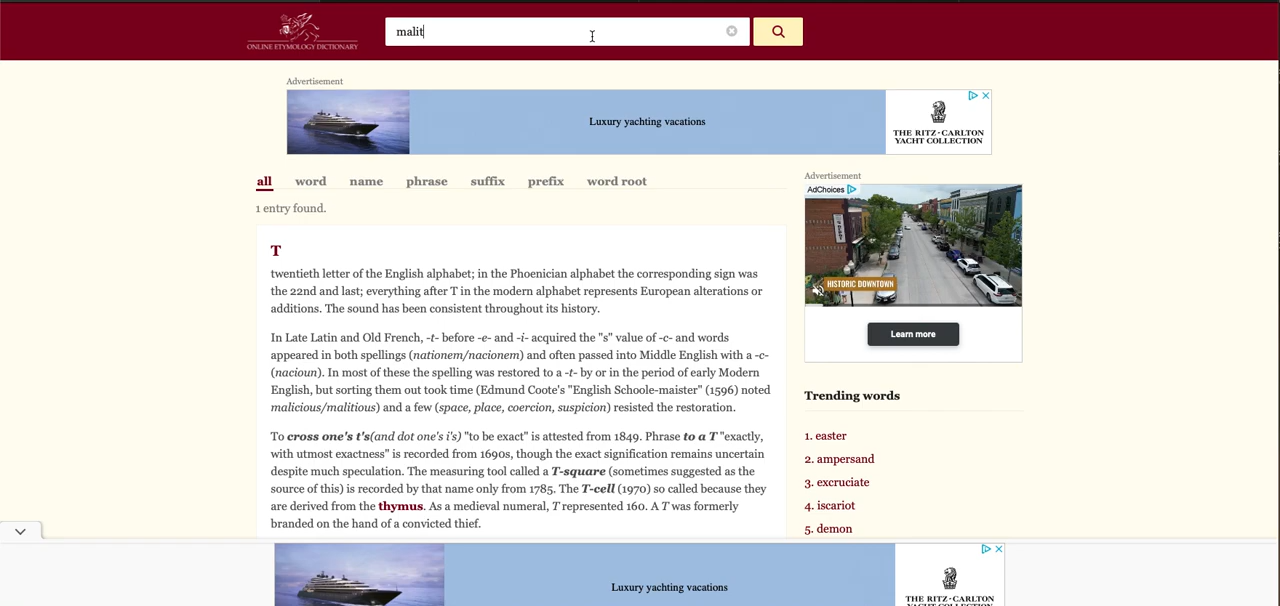 ONLINE ETYMOLOGY DICTIONARY
malit
Advertisement
Luxury yachting vacations
THE RITZ-CARLTON
YACHT COLLECTION
all word name phrase suffix prefix word root
1 entry found.
T
twentieth letter of the English alphabet; in the Phoenician alphabet the corresponding sign was
the 22nd and last; everything after T in the modern alphabet represents European alterations or
additions. The sound has been consistent throughout its history.
In Late Latin and Old French, -t- before -e- and -i- acquired the "s" value of -c- and words
appeared in both spellings (nationem/nacionem) and often passed into Middle English with a -c-
(nacioun). In most of these the spelling was restored to a -t- by or in the period of early Modern
English, but sorting them out took time (Edmund Coote's "English Schoole-maister" (1596) noted
malicious/malitious) and a few (space, place, coercion, suspicion) resisted the restoration.
To cross one's t's(and dot one's i's) "to be exact" is attested from 1849. Phrase to a T "exactly,
with utmost exactness" is recorded from 1690s, though the exact signification remains uncertain
despite much speculation. The measuring tool called a T-square (sometimes suggested as the
source of this) is recorded by that name only from 1785. The T-cell (1970) so called because they
are derived from the thymus. As a medieval numeral, T represented 160. A T was formerly
branded on the hand of a convicted thief.
Advertisement
AdChoices
HISTORIC DOWNTOWN
Learn more
Trending words
1. easter
2. ampersand
3. excruciate
4. iscariot
5. demon
Luxury yachting vacations
THE RITZ-CARLTON
YACHT COLLECTION